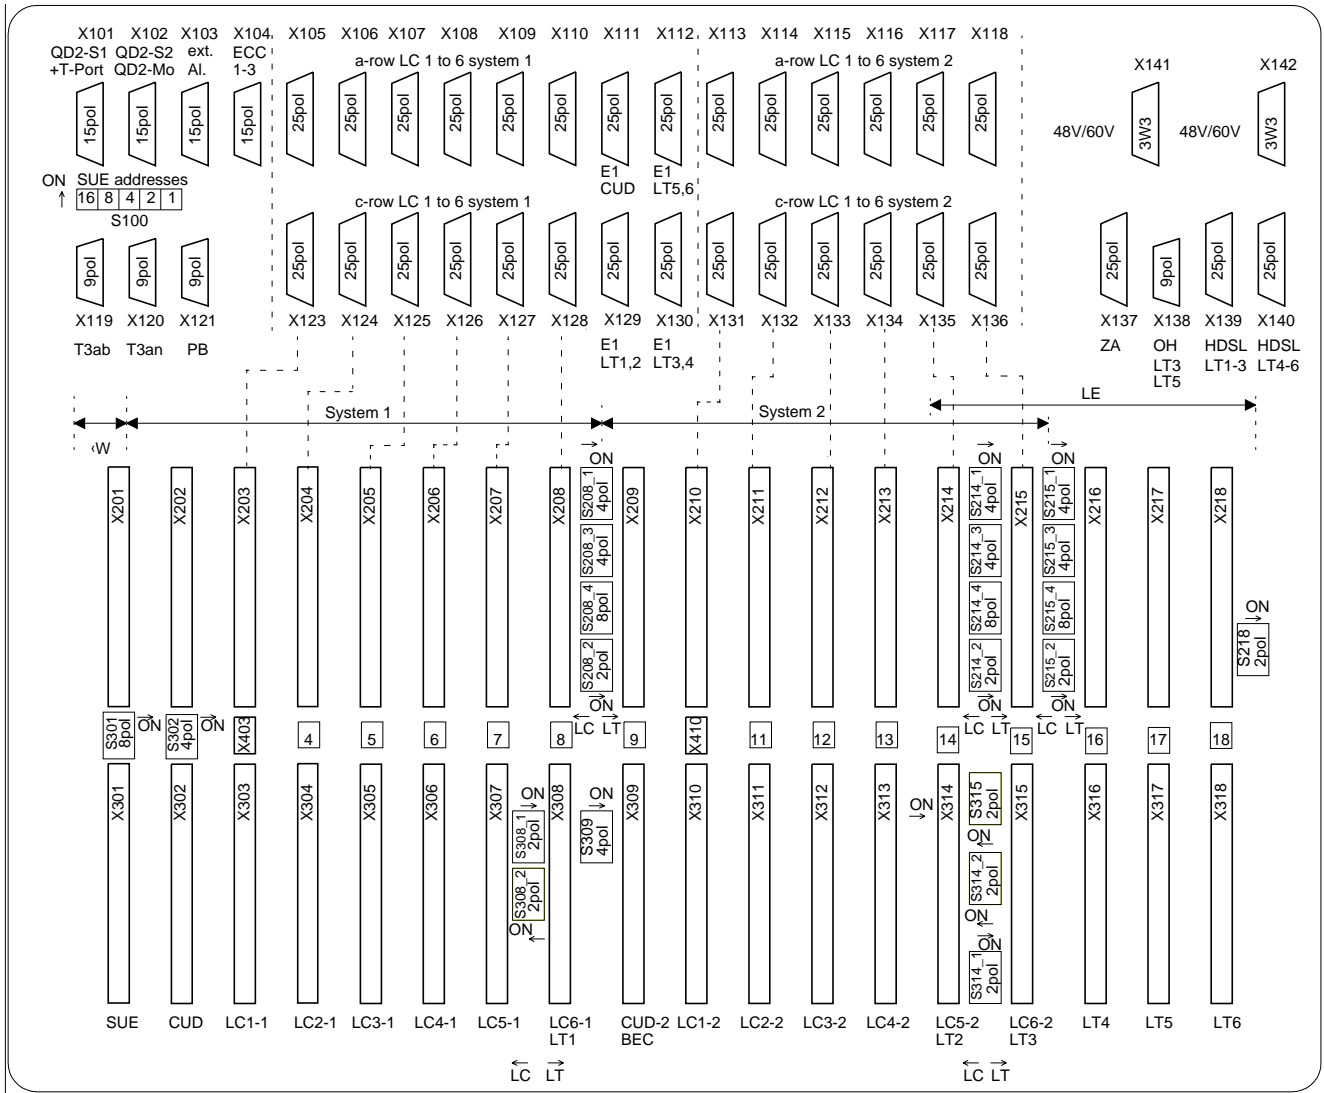 X101 X102 X103 X104 X105 X106 X107 X108 X109 X110 X111 X112 X113 X114 X115 X116 X117 X118
QD2-S1 QD2-S2 ext. ECC
+T-Port QD2-Mo Al. 1-3
a-row LC 1 to 6 system 1 a-row LC 1 to 6 system 2
X141 X142
15pol 15pol 15pol 25pol 25pol 25pol 25pol 25pol 25pol 25pol 25pol 25pol 25pol 25pol 25pol 25pol 25pol 25pol
48V/60V 3W3 48V/60V 3W3
E1 E1
CUD LT5,6
ON SUE addresses
16 8 4 2 1
S100
c-row LC 1 to 6 system 1 c-row LC 1 to 6 system 2
9pol 9pol 9pol 25pol 25pol 25pol 25pol 25pol 25pol 25pol 25pol 25pol 25pol 25pol 25pol 25pol 25pol 25pol 9pol 25pol 25pol
X119 X120 X121 X123 X124 X125 X126 X127 X128 X129 X130 X131 X132 X133 X134 X135 X136 X137 X138 X139 X140
T3ab T3an PB E1 E1 ZA OH HDSL HDSL
LT1,2 LT3,4 LT3 LT1-3 LT4-6
LT5
LE
System 1 System 2
‹W
ON ON ON
X201 X202 X203 X204 X205 X206 X207 X208 X209 X210 X211 X212 X213 X214 X215 X216 X217 X218
S208_1 4pol S214_1 4pol S215_1 4pol
S208_3 4pol S214_3 4pol S215_3 4pol
S208_4 8pol S214_4 8pol S215_4 8pol
ON
S208_2 2pol S214_2 2pol S215_2 2pol S218 2pol
ON ON ON
LC LT LC LT LC LT
S301 8pol ON S302 4pol ON X403 4 5 6 7 8 9 X410 11 12 13 14 15 16 17 18
X301 X302 X303 X304 X305 X306 X307 X308 X309 X310 X311 X312 X313 X314 X315 X316 X317 X318
ON ON ON S315 2pol
S308_1 2pol S309 4pol ON
S308_2 2pol S314_2 2pol
ON ON
ON
S314_1 2pol
SUE CUD LC1-1 LC2-1 LC3-1 LC4-1 LC5-1 LC6-1 CUD-2 LC1-2 LC2-2 LC3-2 LC4-2 LC5-2 LC6-2 LT4 LT5 LT6
LT1 BEC LT2 LT3
LC LT LC LT